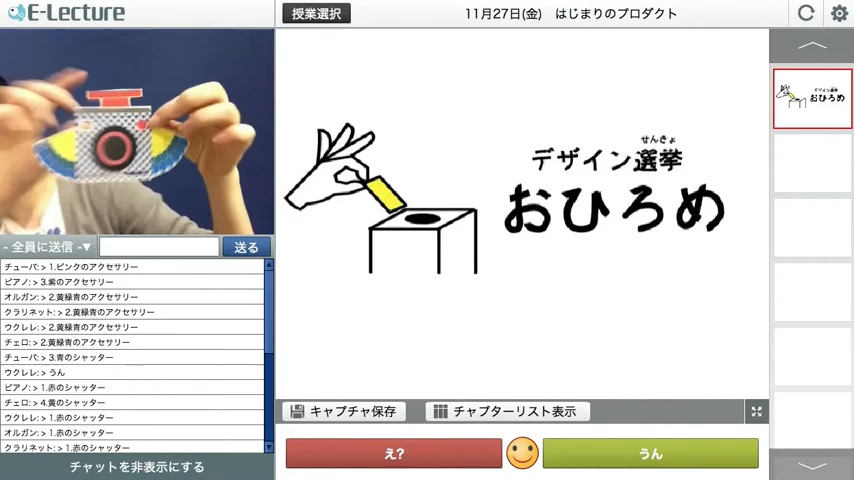 E-Lecture
授業選択
11月27日(金) はじまりのプロダクト
せんきょ
デザイン選挙
おひろめ
デザイン選挙
おひろめ
- 全員に送信 -▼
送る
チューバ: > 1.ピンクのアクセサリー
ピアノ: > 3.紫のアクセサリー
オルガン: > 2.黄緑青のアクセサリー
クラリネット: > 2.黄緑青のアクセサリー
ウクレレ: > 2.黄緑青のアクセサリー
チェロ: > 2.黄緑青のアクセサリー
チューバ: > 3.青のシャッター
ウクレレ: > うん
ピアノ: > 1.赤のシャッター
チェロ: > 4.黄のシャッター
ウクレレ: > 1.赤のシャッター
オルガン: > 1.赤のシャッター
クラリネット: > 1.赤のシャッター
チャットを非表示にする
キャプチャ保存
チャプターリスト表示
え?
うん